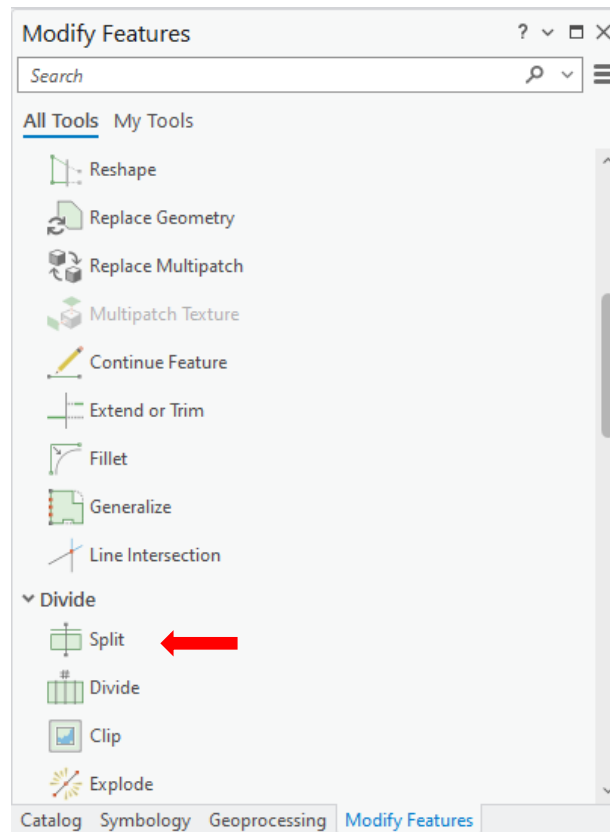 Modify Features
Search
All Tools My Tools
Reshape
Replace Geometry
Replace Multipatch
Multipatch Texture
Continue Feature
Extend or Trim
Fillet
Generalize
Line Intersection
Divide
Split
#
Divide
Clip
Explode
Catalog Symbology Geoprocessing Modify Features